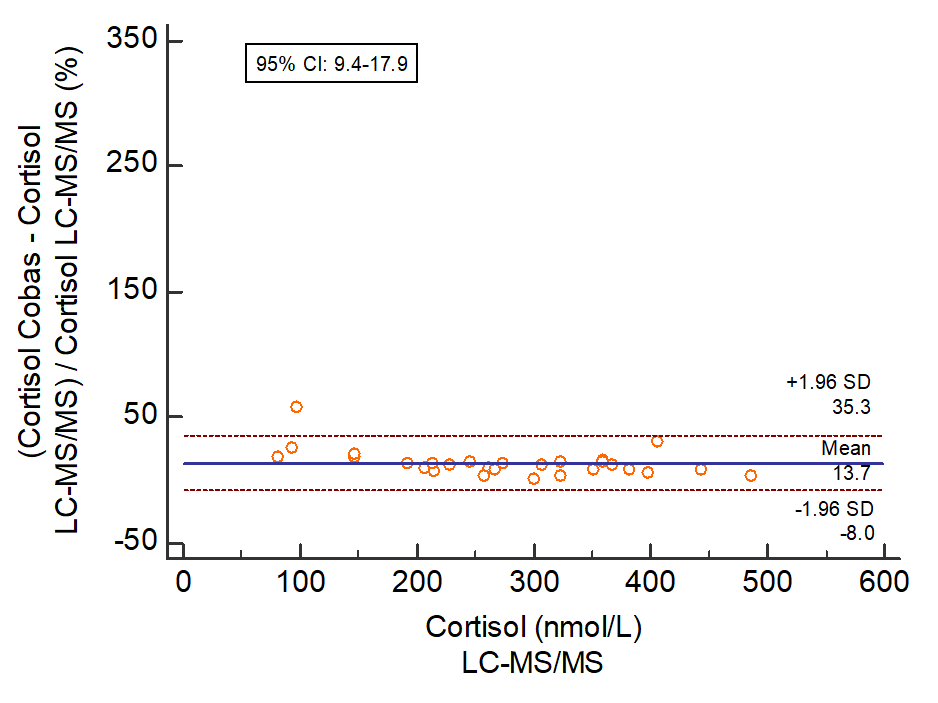 (Cortisol Cobas - Cortisol
LC-MS/MS) / Cortisol LC-MS/MS (%)
350
250
150
50
-50
95% CI: 9.4-17.9
+1.96 SD
35.3
Mean
13.7
-1.96 SD
-8.0
0 100 200 300 400 500 600
Cortisol (nmol/L)
LC-MS/MS